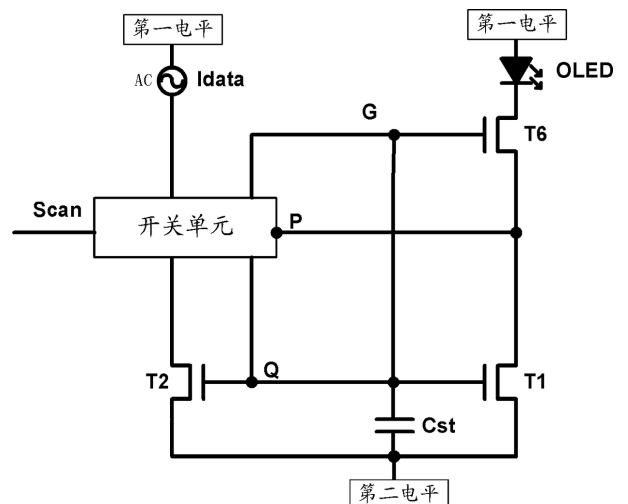 第一电平
第一电平
AC
Idata
OLED
G
T6
Scan
开关单元
P
T2
Q
T1
Cst
第二电平